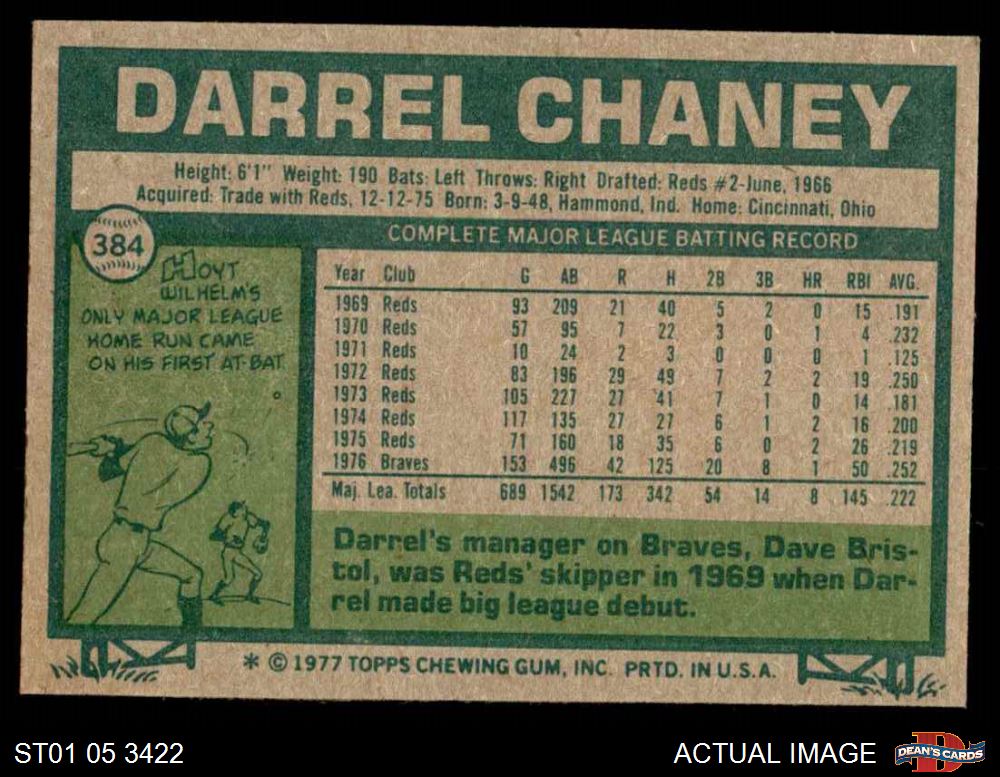 DARREL CHANEY
Height: 6'1" Weight: 190 Bats: Left Throws: Right Drafted: Reds #2-June, 1966
Acquired: Trade with Reds, 12-12-75 Born: 3-9-48, Hammond, Ind. Home: Cincinnati, Ohio
384
HOYT
WILHELM'S
ONLY MAJOR LEAGUE
HOME RUN CAME
ON HIS FIRST AT-BAT
COMPLETE MAJOR LEAGUE BATTING RECORD
Year Club G AB R H 2B 3B HR RBI AVG.
1969 Reds 93 209 21 40 5 2 0 15 .191
1970 Reds 57 95 7 22 3 0 1 4 .232
1971 Reds 10 24 2 3 0 0 0 1 .125
1972 Reds 83 196 29 49 7 2 2 19 .250
1973 Reds 105 227 27 41 7 1 0 14 .181
1974 Reds 117 135 27 27 6 1 2 16 .200
1975 Reds 71 160 18 35 6 0 2 26 .219
1976 Braves 153 496 42 125 20 8 1 50 .252
Maj. Lea. Totals 689 1542 173 342 54 14 8 145 .222
Darrel's manager on Braves, Dave Bris-
tol, was Reds' skipper in 1969 when Dar-
rel made big league debut.
* © 1977 TOPPS CHEWING GUM, INC. PRTD. IN U.S.A.
ST01 05 3422
ACTUAL IMAGE
D
DEAN'S CARDS